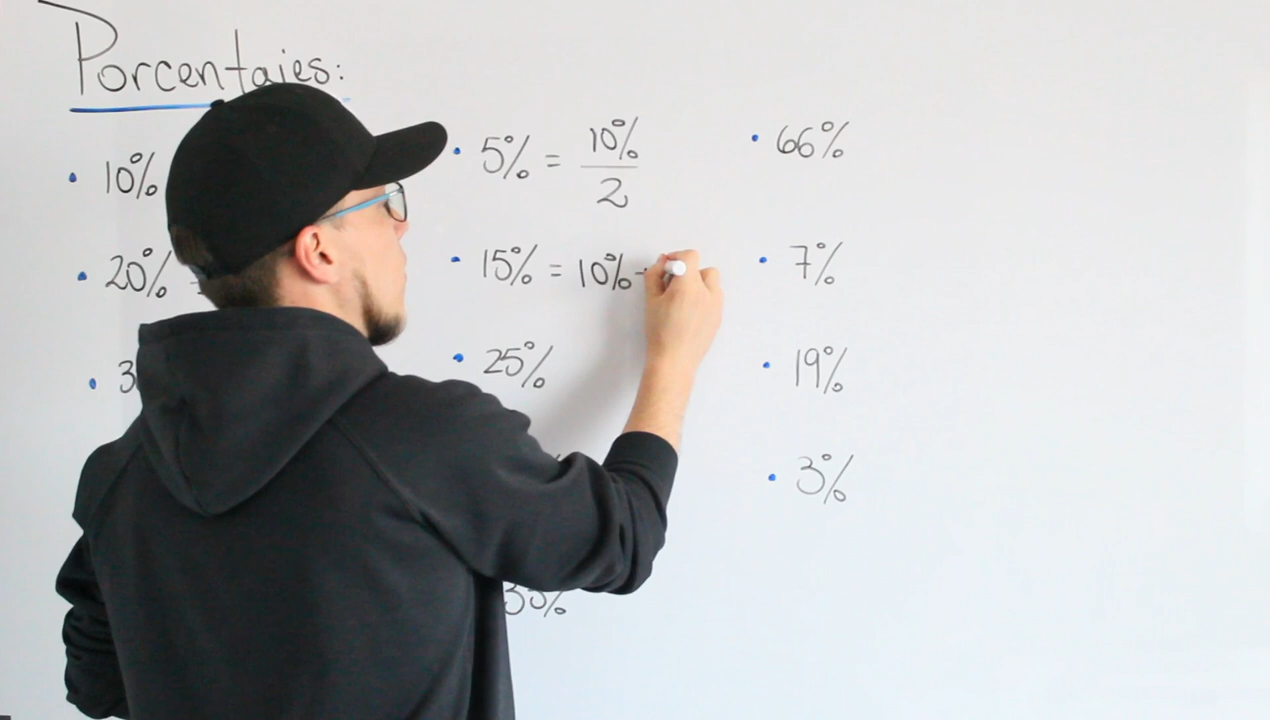 Porcentajes:
10%
20%
5% = 10%/2
15% = 10% -
25%
66%
7%
19%
3%